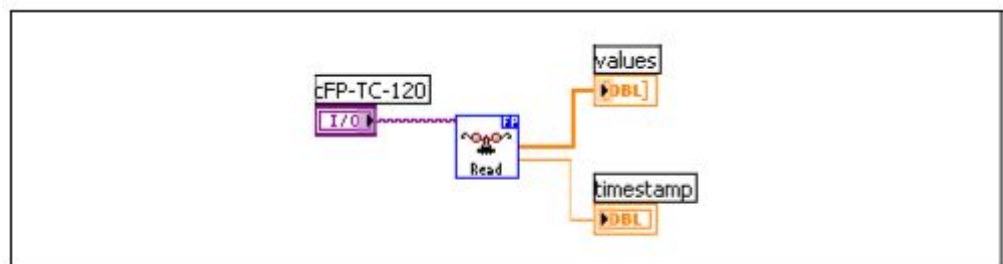 values
[DBL]
cFP-TC-120
I/O
FP
Read
timestamp
DBL